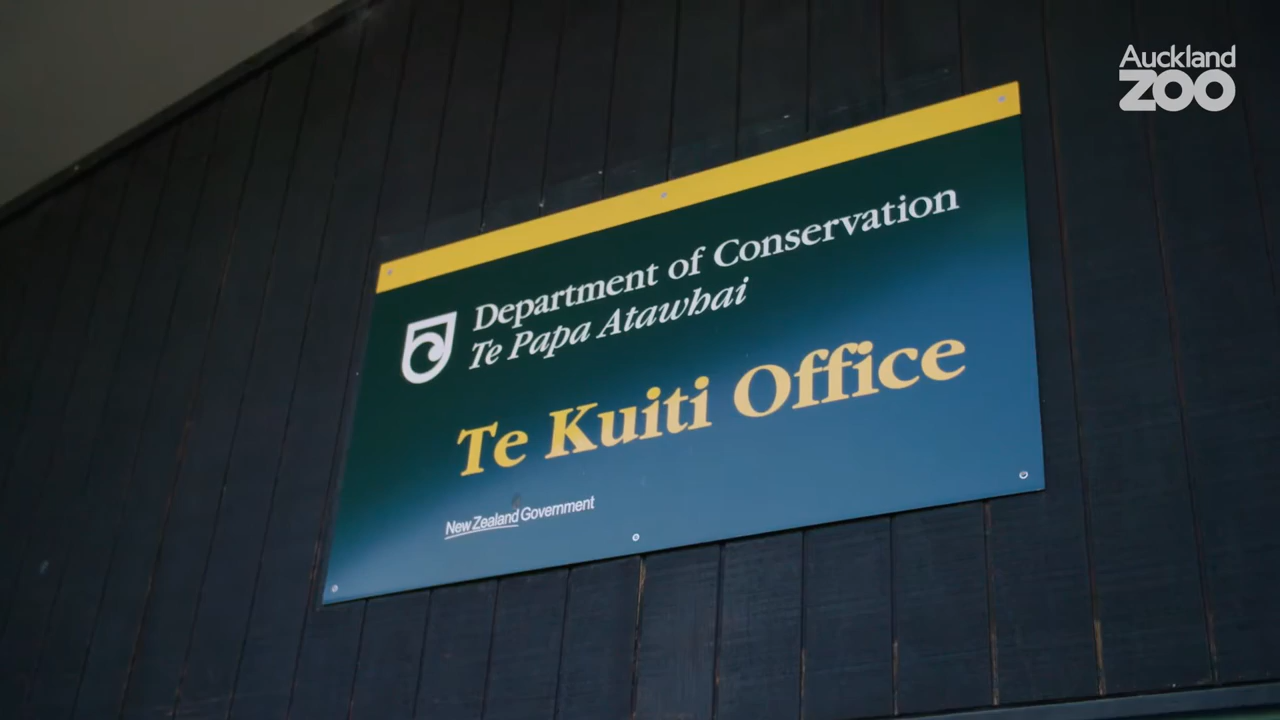 Auckland
ZOO
Department of Conservation
Te Papa Atawhai
Te Kuiti Office
New Zealand Government